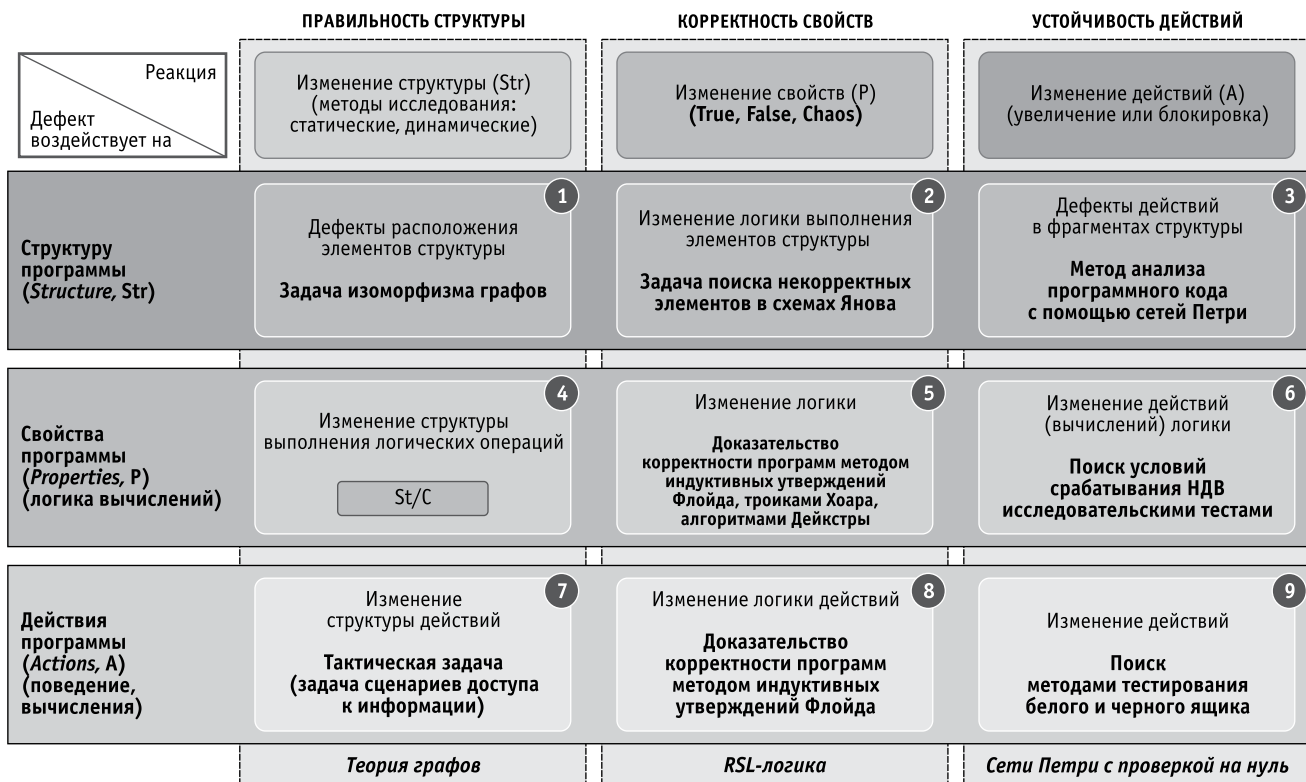 ПРАВИЛЬНОСТЬ СТРУКТУРЫ
КОРРЕКТНОСТЬ СВОЙСТВ
УСТОЙЧИВОСТЬ ДЕЙСТВИЙ
Реакция
Дефект
воздействует на
Изменение структуры (Str)
(методы исследования:
статические, динамические)
Изменение свойств (P)
(True, False, Chaos)
Изменение действий (A)
(увеличение или блокировка)
Структуру
программы
(Structure, Str)
1
Дефекты расположения
элементов структуры
Задача изоморфизма графов
2
Изменение логики выполнения
элементов структуры
Задача поиска некорректных
элементов в схемах Янова
3
Дефекты действий
в фрагментах структуры
Метод анализа
программного кода
с помощью сетей Петри
Свойства
программы
(Properties, P)
(логика вычислений)
4
Изменение структуры
выполнения логических операций
St/C
5
Изменение логики
Доказательство
корректности программ методом
индуктивных утверждений
Флойда, тройками Хоара,
алгоритмами Дейкстры
6
Изменение действий
(вычислений) логики
Поиск условий
срабатывания НДВ
исследовательскими тестами
Действия
программы
(Actions, A)
(поведение,
вычисления)
7
Изменение
структуры действий
Тактическая задача
(задача сценариев доступа
к информации)
8
Изменение логики действий
Доказательство
корректности программ
методом индуктивных
утверждений Флойда
9
Изменение действий
Поиск
методами тестирования
белого и черного ящика
Теория графов
RSL-логика
Сети Петри с проверкой на нуль